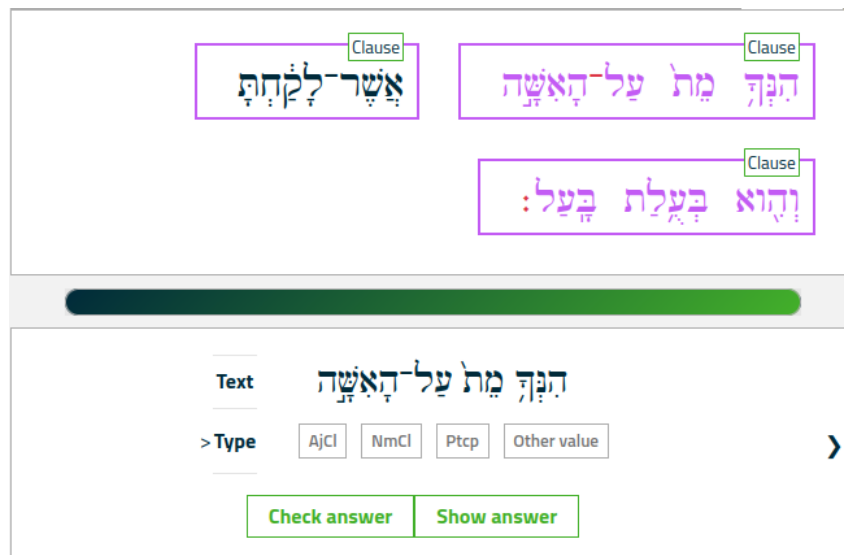 Clause Clause
הִנְּךָ֥ מֵת֙ עַל־הָאִשָּׁ֣ה אֲשֶׁר־לָקַ֔חְתָּ
Clause
וְהִ֖וא בְּעֻ֥לַת בָּֽעַל׃
Text הִנְּךָ֥ מֵת֙ עַל־הָאִשָּׁ֣ה
> Type AjCl NmCl Ptcp Other value ❯
Check answer Show answer